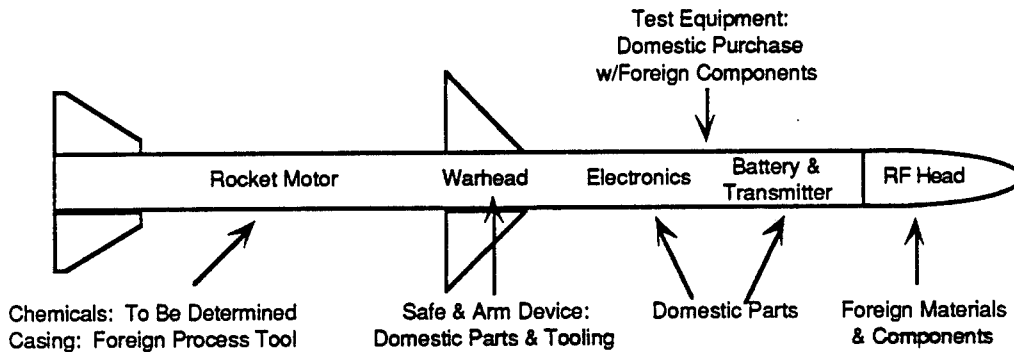 Test Equipment:
Domestic Purchase
w/Foreign Components
Rocket Motor
Warhead
Electronics
Battery &
Transmitter
RF Head
Chemicals: To Be Determined
Casing: Foreign Process Tool
Safe & Arm Device:
Domestic Parts & Tooling
Domestic Parts
Foreign Materials
& Components